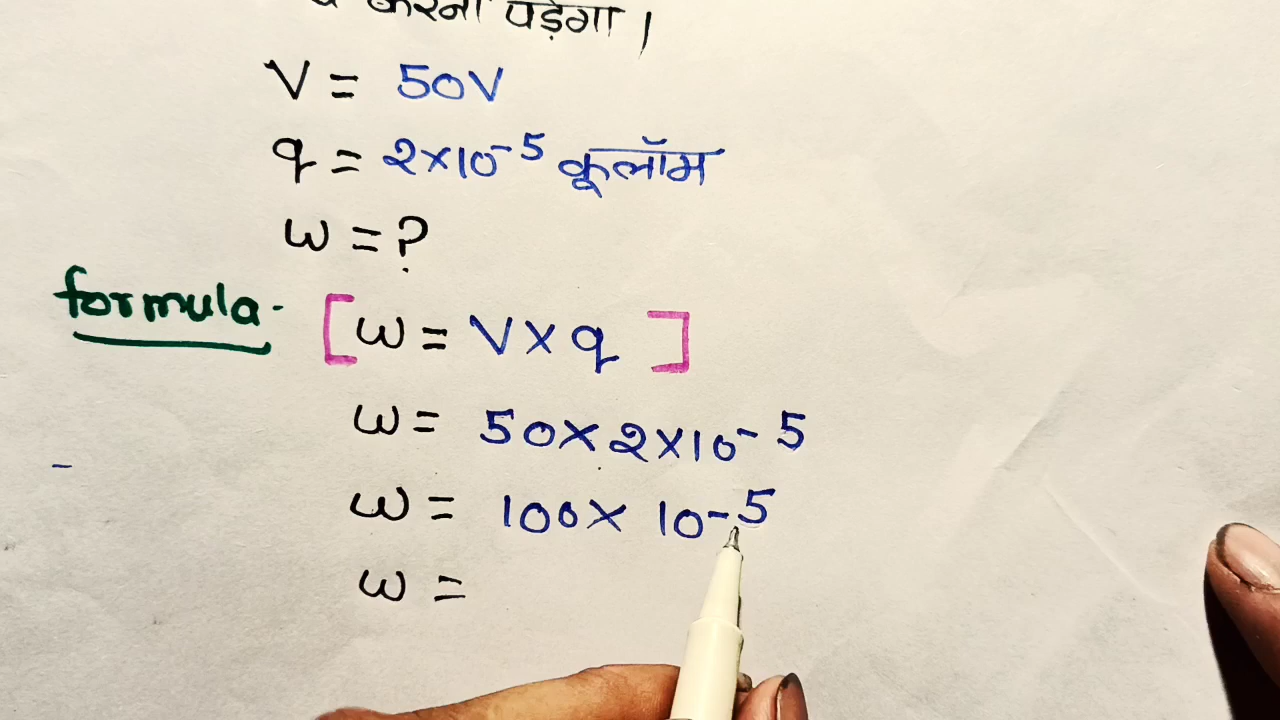 करना पड़ेगा।
V = 50V
q = 2×10⁻⁵ कूलॉम
W = ?
formula- [W = V×q]
W = 50×2×10⁻⁵
W = 100×10⁻⁵
W =